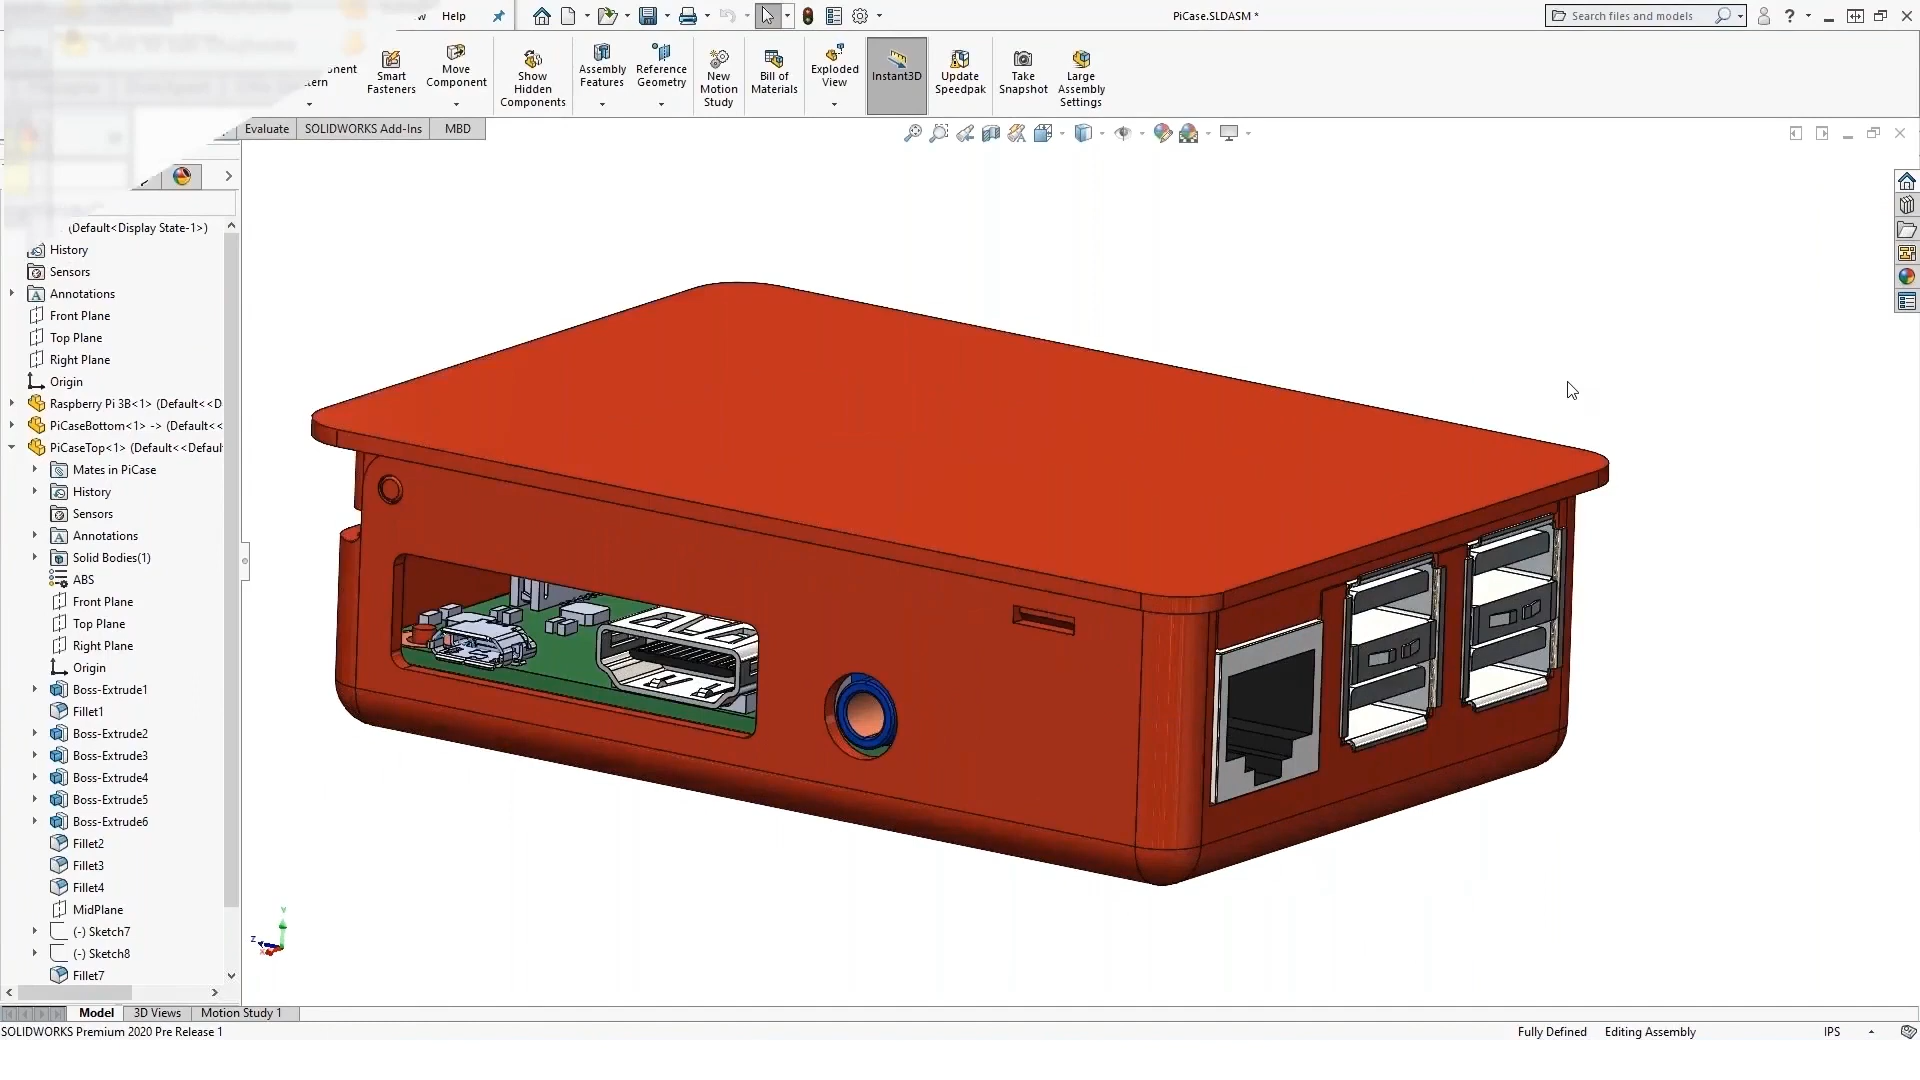 Help
PiCase.SLDASM *
Search files and models
Smart Fasteners
Move Component
Show Hidden Components
Assembly Features
Reference Geometry
New Motion Study
Bill of Materials
Exploded View
Instant3D
Update Speedpak
Take Snapshot
Large Assembly Settings
Evaluate
SOLIDWORKS Add-Ins
MBD
(Default<Display State-1>)
History
Sensors
Annotations
Front Plane
Top Plane
Right Plane
Origin
Raspberry Pi 3B<1> (Default<<D
PiCaseBottom<1> -> (Default<<
PiCaseTop<1> (Default<<Defaul
Mates in PiCase
History
Sensors
Annotations
Solid Bodies(1)
ABS
Front Plane
Top Plane
Right Plane
Origin
Boss-Extrude1
Fillet1
Boss-Extrude2
Boss-Extrude3
Boss-Extrude4
Boss-Extrude5
Boss-Extrude6
Fillet2
Fillet3
Fillet4
MidPlane
(-) Sketch7
(-) Sketch8
Fillet7
Y
Z
X
Model
3D Views
Motion Study 1
SOLIDWORKS Premium 2020 Pre Release 1
Fully Defined
Editing Assembly
IPS